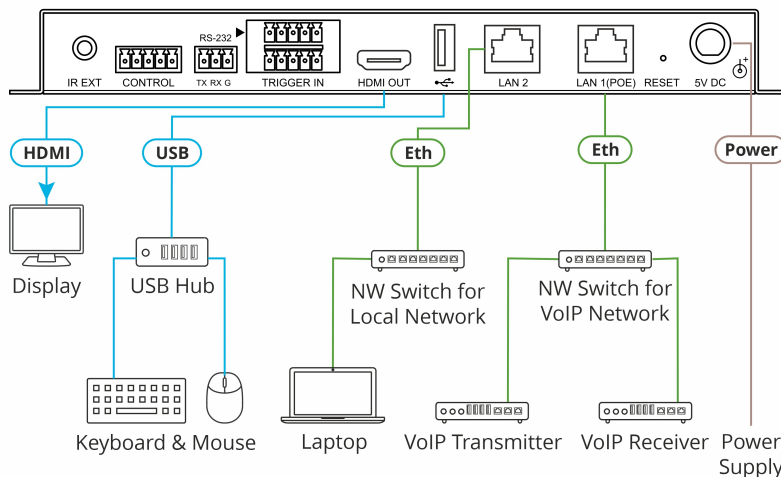 RS-232
IR EXT
CONTROL
TX RX G
TRIGGER IN
HDMI OUT
LAN 2
LAN 1(POE)
RESET
5V DC
+
HDMI
USB
Eth
Eth
Power
Display
USB Hub
NW Switch for
Local Network
NW Switch for
VoIP Network
Keyboard & Mouse
Laptop
VoIP Transmitter
VoIP Receiver
Power
Supply